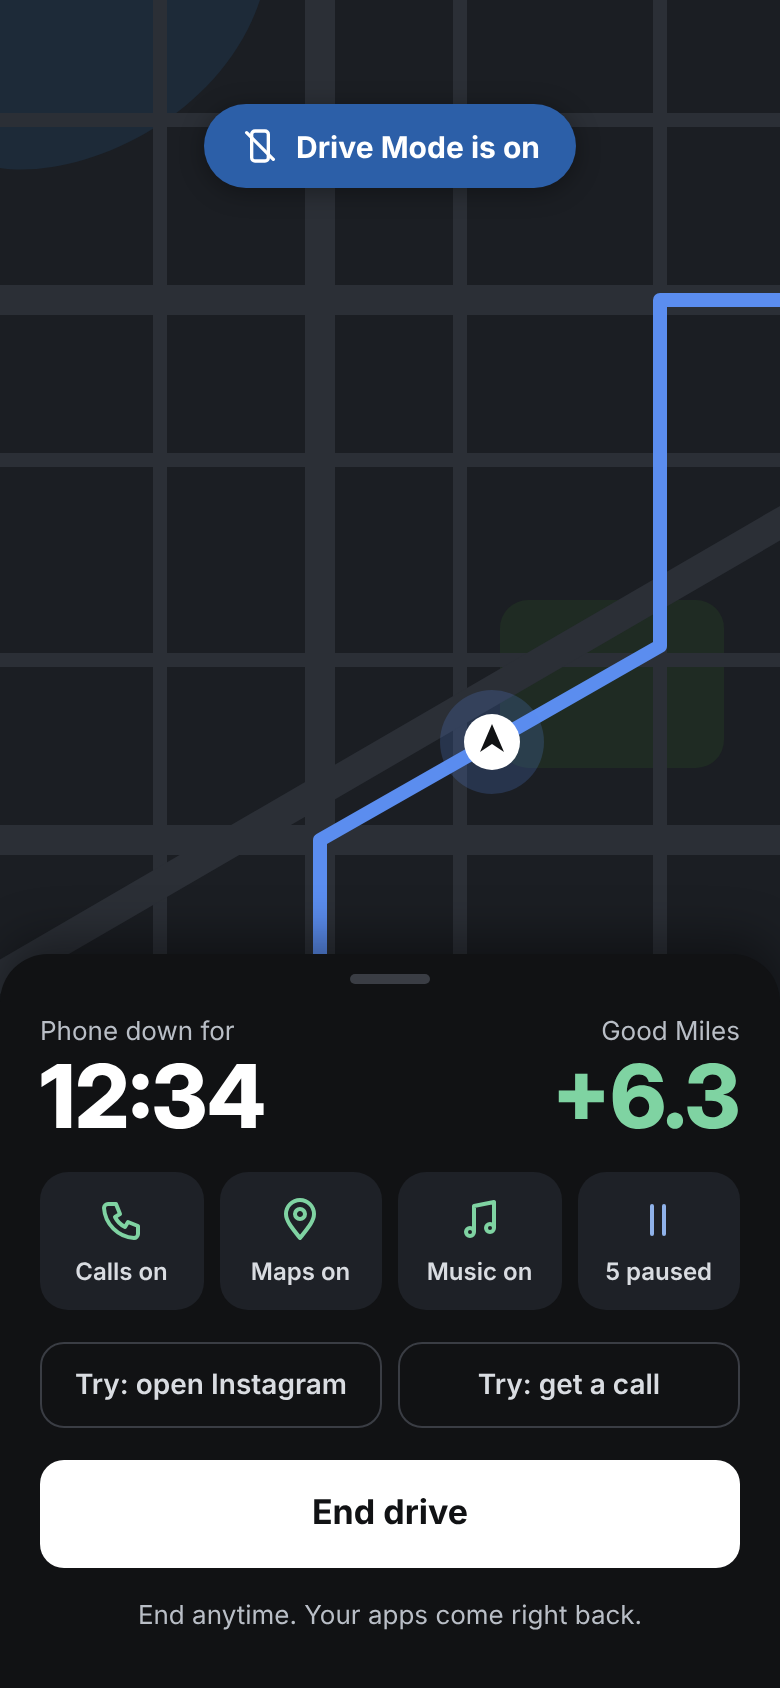 Drive Mode is on
Phone down for
Good Miles
12:34
+6.3
Calls on
Maps on
Music on
5 paused
Try: open Instagram
Try: get a call
End drive
End anytime. Your apps come right back.